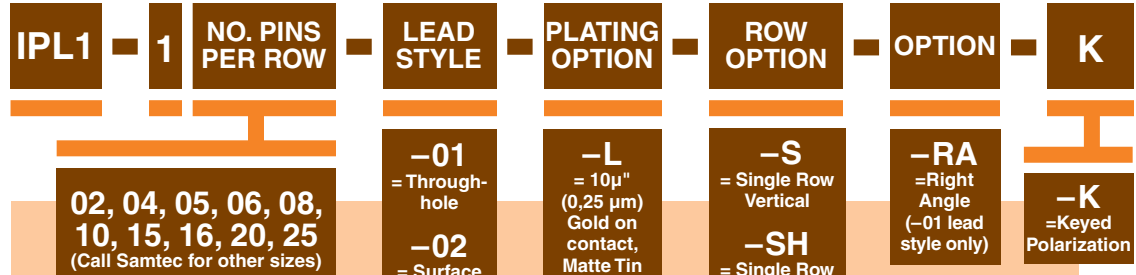 IPL1 – 1 NO. PINS PER ROW – LEAD STYLE – PLATING OPTION – ROW OPTION – OPTION – K
02, 04, 05, 06, 08,
10, 15, 16, 20, 25
(Call Samtec for other sizes)
–01
= Through-
hole
–02
= Surface
–L
= 10µ"
(0,25 µm)
Gold on
contact,
Matte Tin
–S
= Single Row
Vertical
–SH
= Single Row
–RA
=Right
Angle
(–01 lead
style only)
–K
=Keyed
Polarization